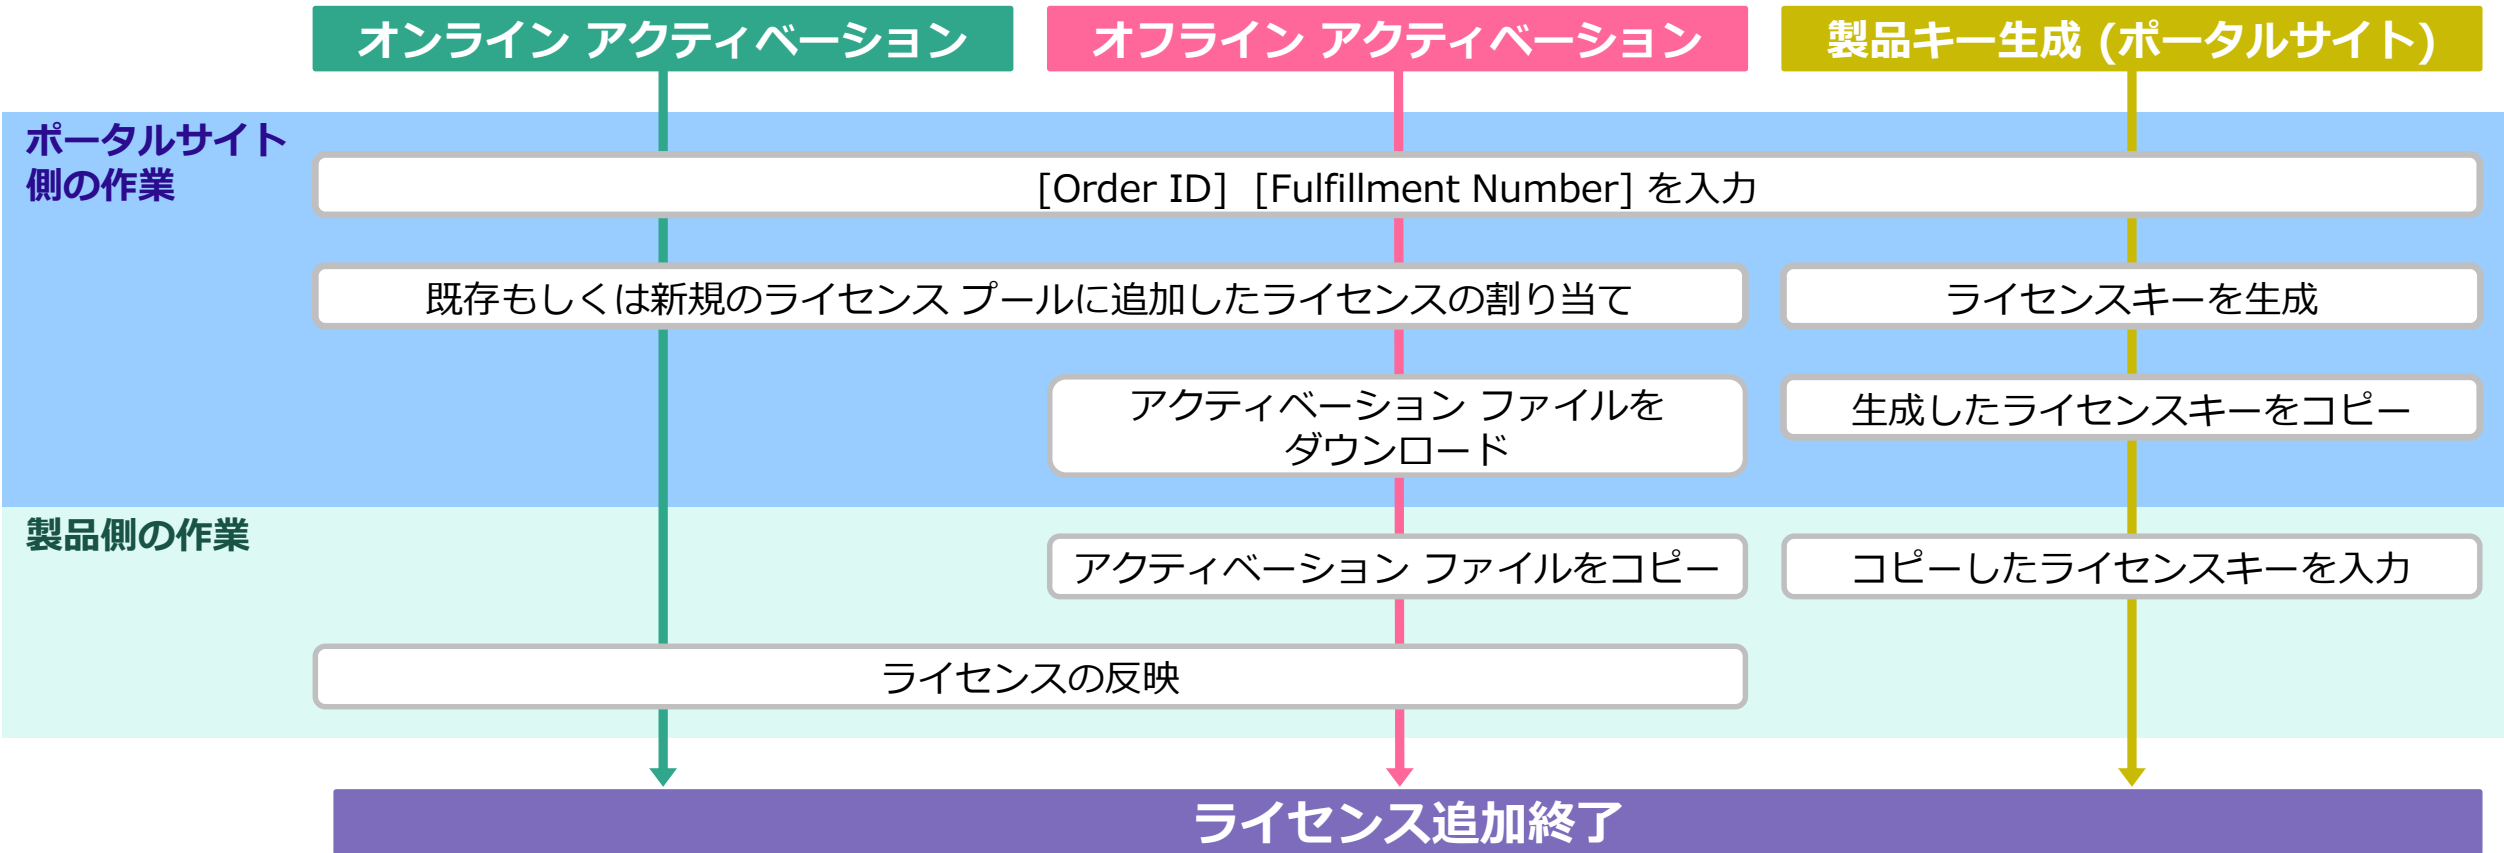 オンライン アクティベーション
オフライン アクティベーション
製品キー生成 (ポータルサイト)
ポータルサイト
側の作業
[Order ID]  [Fulfillment Number] を入力
既存もしくは新規のライセンス プールに追加したライセンスの割り当て
ライセンスキーを生成
アクティベーション ファイルを
ダウンロード
生成したライセンスキーをコピー
製品側の作業
アクティベーション ファイルをコピー
コピーしたライセンスキーを入力
ライセンスの反映
ライセンス追加終了